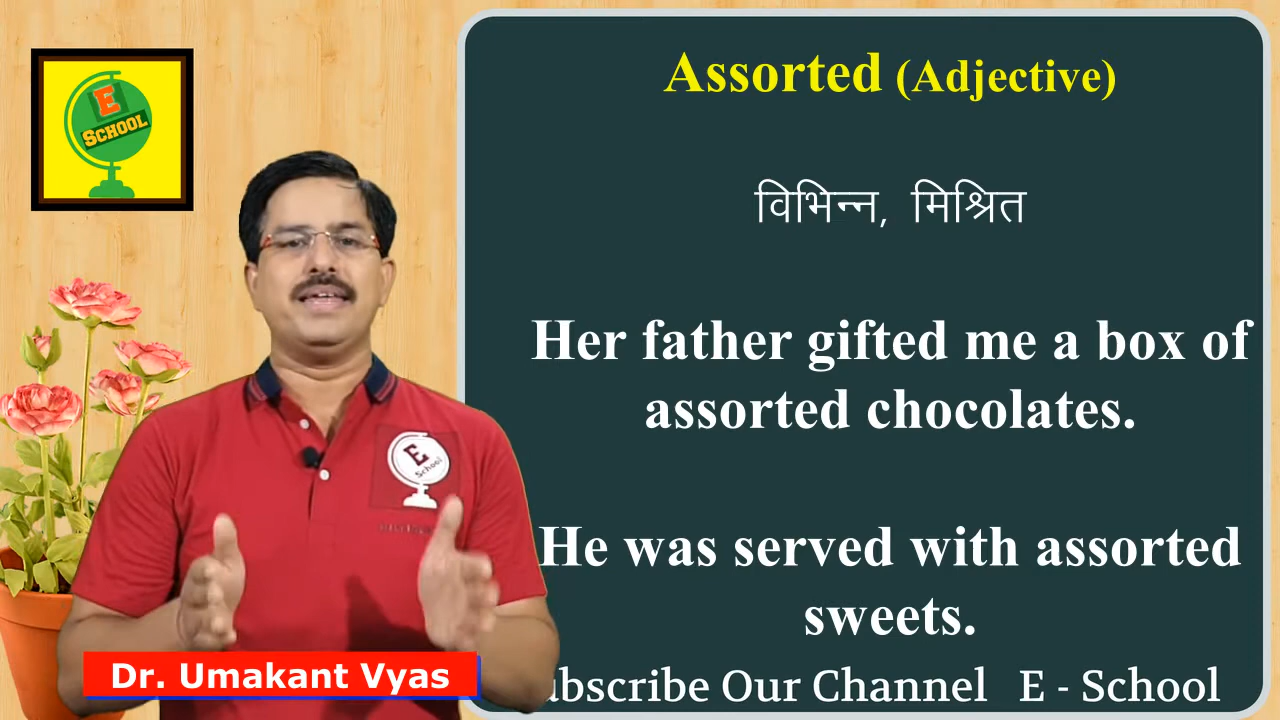 E
SCHOOL
Assorted (Adjective)
विभिन्न, मिश्रित
Her father gifted me a box of
assorted chocolates.
He was served with assorted
sweets.
E
School
Dr. Umakant Vyas
Our Channel E - School